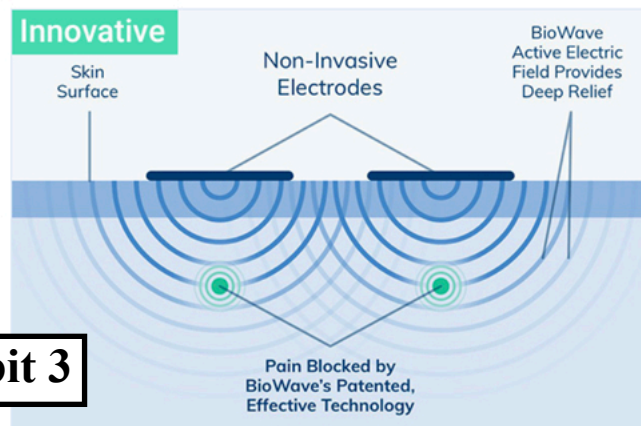 Innovative
Skin
Surface
Non-Invasive
Electrodes
BioWave
Active Electric
Field Provides
Deep Relief
3
Pain Blocked by
BioWave's Patented,
Effective Technology